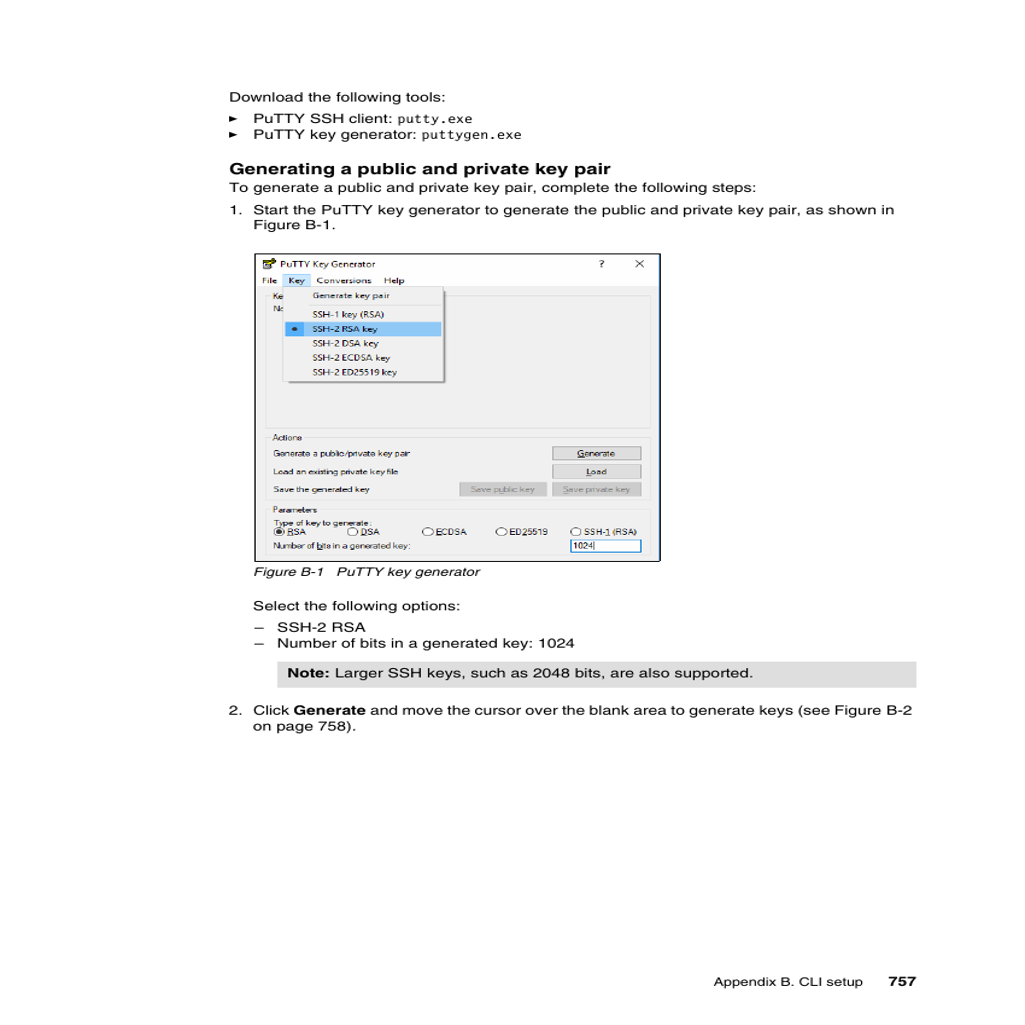 Download the following tools:
► PuTTY SSH client: putty.exe
► PuTTY key generator: puttygen.exe
Generating a public and private key pair
To generate a public and private key pair, complete the following steps:
1. Start the PuTTY key generator to generate the public and private key pair, as shown in
Figure B-1.
PuTTY Key Generator ? ×
File Key Conversions Help
Ke
Generate key pair
No
SSH-1 key (RSA)
SSH-2 RSA key
SSH-2 DSA key
SSH-2 ECDSA key
SSH-2 ED25519 key
Actions
Generate a public/private key pair Generate
Load an existing private key file Load
Save the generated key Save public key Save private key
Parameters
Type of key to generate:
RSA DSA ECDSA ED25519 SSH-1 (RSA)
Number of bits in a generated key: 1024
Figure B-1 PuTTY key generator
Select the following options:
– SSH-2 RSA
– Number of bits in a generated key: 1024
Note: Larger SSH keys, such as 2048 bits, are also supported.
2. Click Generate and move the cursor over the blank area to generate keys (see Figure B-2
on page 758).
Appendix B. CLI setup 757